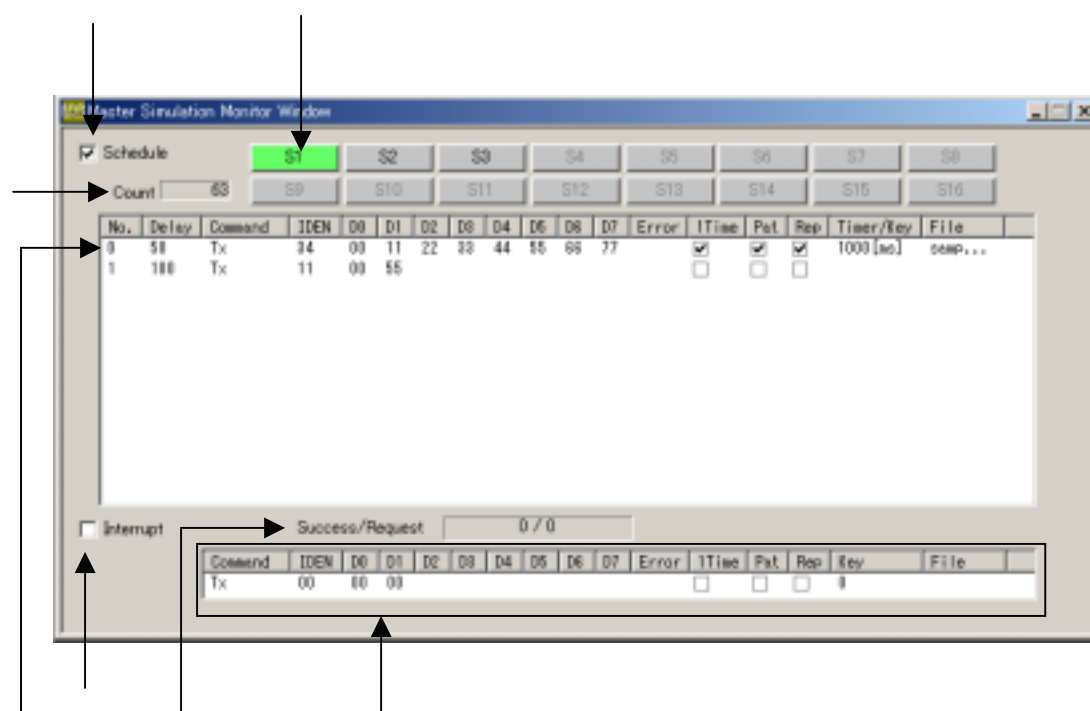 Master Simulation Monitor Window
Schedule S1 S2 S3 S4 S5 S6 S7 S8
Count 63 S9 S10 S11 S12 S13 S14 S15 S16
No. Delay Command IDEN D0 D1 D2 D3 D4 D5 D6 D7 Error 1Time Pat Rep Timer/Key File
0 50 Tx 34 00 11 22 33 44 55 66 77 1000[ms]
1 100 Tx 11 00 55
Interrupt Success/Request 0 / 0
Command IDEN D0 D1 D2 D3 D4 D5 D6 D7 Error 1Time Pat Rep Key File
Tx 00 00 00 0